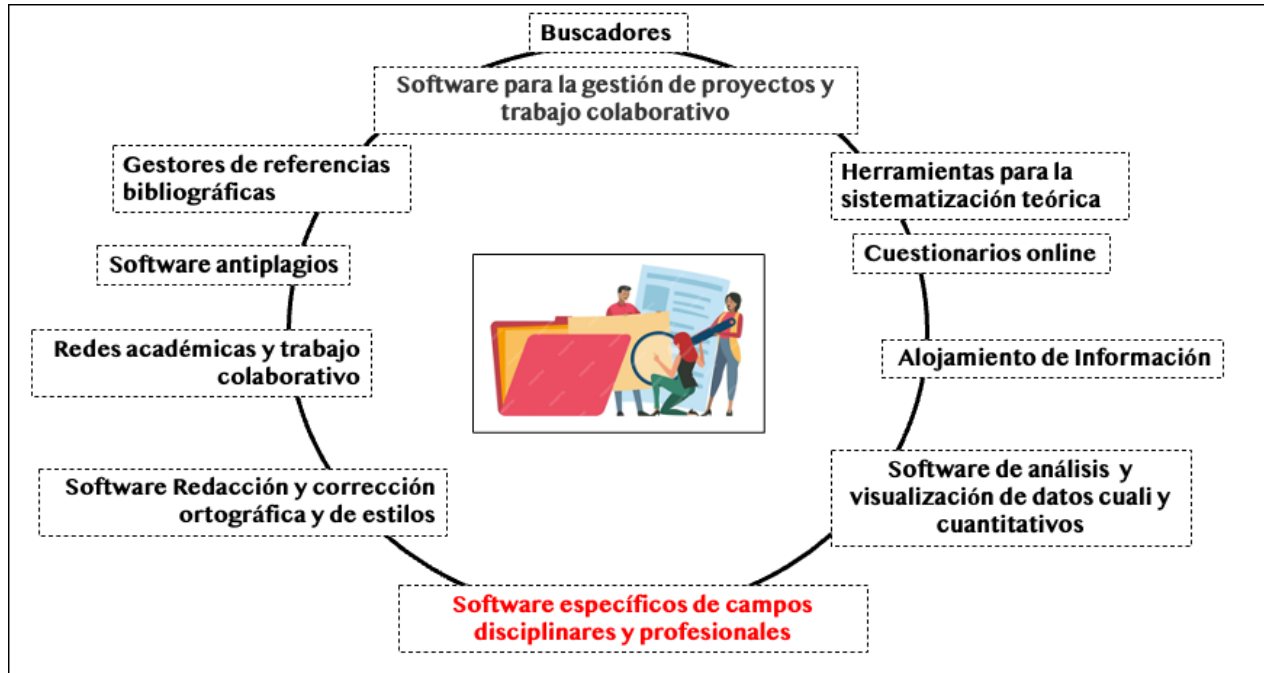 Buscadores
Software para la gestión de proyectos y
trabajo colaborativo
Gestores de referencias
bibliográficas
Herramientas para la
sistematización teórica
Software antiplagios
Cuestionarios online
Redes académicas y trabajo
colaborativo
Alojamiento de Información
Software Redacción y corrección
ortográfica y de estilos
Software de análisis y
visualización de datos cuali y
cuantitativos
Software específicos de campos
disciplinares y profesionales